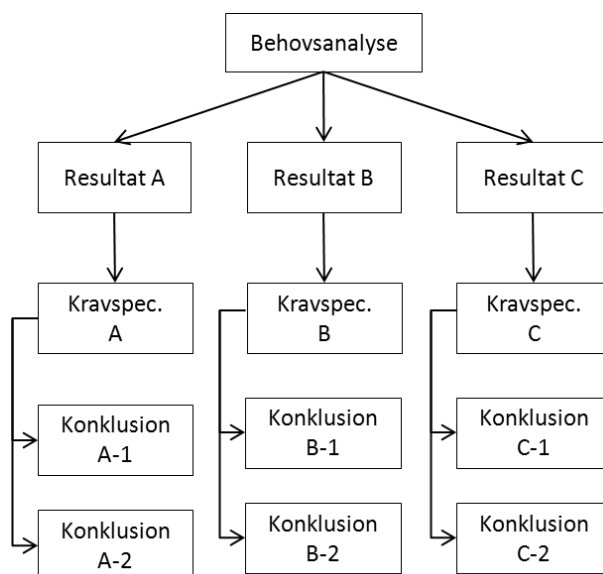 Behovsanalyse
Resultat A
Resultat B
Resultat C
Kravspec.
A
Kravspec.
B
Kravspec.
C
Konklusion
A-1
Konklusion
B-1
Konklusion
C-1
Konklusion
A-2
Konklusion
B-2
Konklusion
C-2